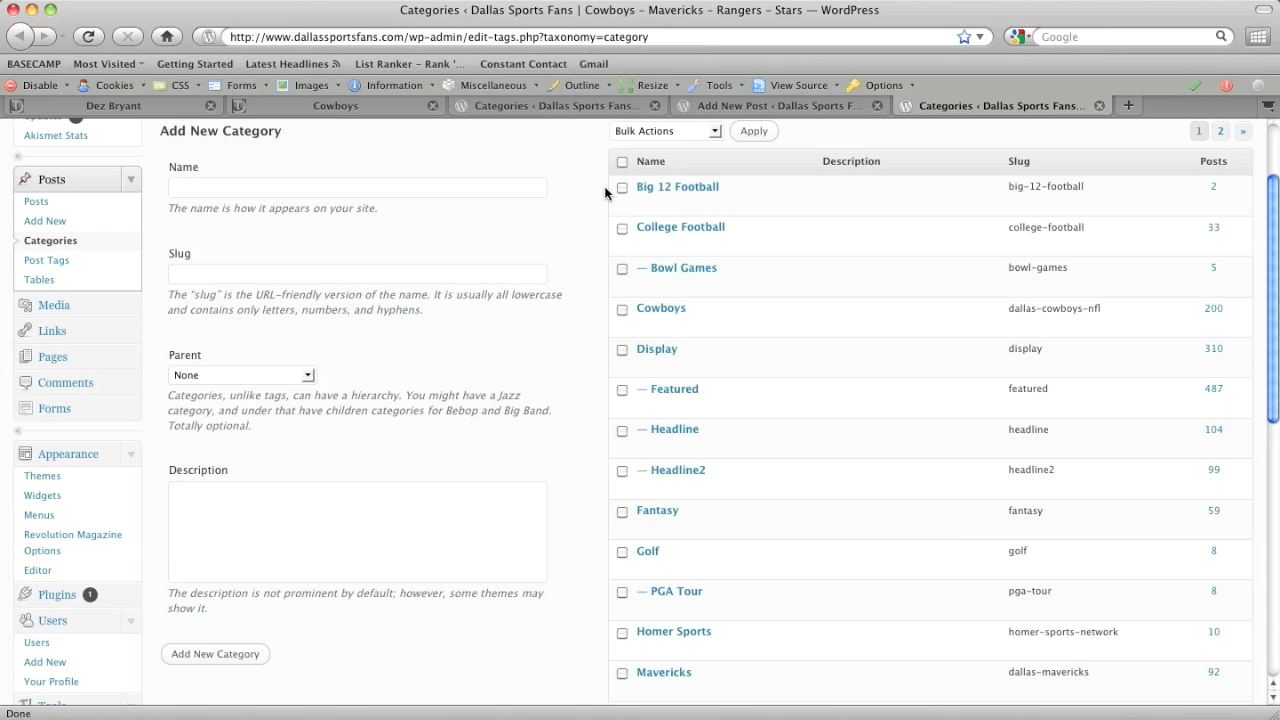 Categories ‹ Dallas Sports Fans | Cowboys – Mavericks – Rangers – Stars — WordPress
http://www.dallassportsfans.com/wp-admin/edit-tags.php?taxonomy=category
Google
BASECAMP Most Visited Getting Started Latest Headlines List Ranker – Rank '... Constant Contact Gmail
Disable Cookies CSS Forms Images Information Miscellaneous Outline Resize Tools View Source Options
Dez Bryant Cowboys Categories ‹ Dallas Sports Fans... Add New Post ‹ Dallas Sports F... Categories ‹ Dallas Sports Fans...
Akismet Stats
Posts
Posts
Add New
Categories
Post Tags
Tables
Media
Links
Pages
Comments
Forms
Appearance
Themes
Widgets
Menus
Revolution Magazine
Options
Editor
Plugins 1
Users
Users
Add New
Your Profile
Add New Category
Name
The name is how it appears on your site.
Slug
The “slug” is the URL-friendly version of the name. It is usually all lowercase
and contains only letters, numbers, and hyphens.
Parent
None
Categories, unlike tags, can have a hierarchy. You might have a Jazz
category, and under that have children categories for Bebop and Big Band.
Totally optional.
Description
The description is not prominent by default; however, some themes may
show it.
Add New Category
Bulk Actions Apply 1 2 »
Name Description Slug Posts
Big 12 Football big-12-football 2
College Football college-football 33
— Bowl Games bowl-games 5
Cowboys dallas-cowboys-nfl 200
Display display 310
— Featured featured 487
— Headline headline 104
— Headline2 headline2 99
Fantasy fantasy 59
Golf golf 8
— PGA Tour pga-tour 8
Homer Sports homer-sports-network 10
Mavericks dallas-mavericks 92
Done